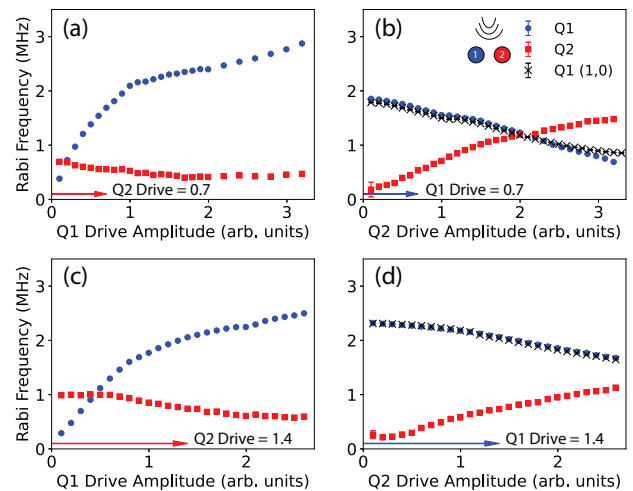 (a)
Rabi Frequency (MHz)
3
2
1
0
Q2 Drive = 0.7
0 1 2 3
Q1 Drive Amplitude (arb. units)
(b)
1 2
Q1
Q2
Q1 (1,0)
3
2
1
0
Q1 Drive = 0.7
0 1 2 3
Q2 Drive Amplitude (arb. units)
(c)
Rabi Frequency (MHz)
3
2
1
0
Q2 Drive = 1.4
0 1 2
Q1 Drive Amplitude (arb. units)
(d)
3
2
1
0
Q1 Drive = 1.4
0 1 2
Q2 Drive Amplitude (arb. units)